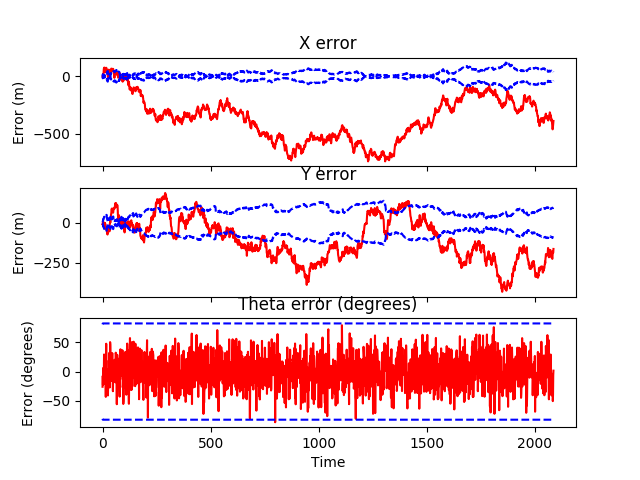 X error
Error (m)
0
−500
Y error
Error (m)
0
−250
Theta error (degrees)
Error (degrees)
50
0
−50
0 500 1000 1500 2000
Time